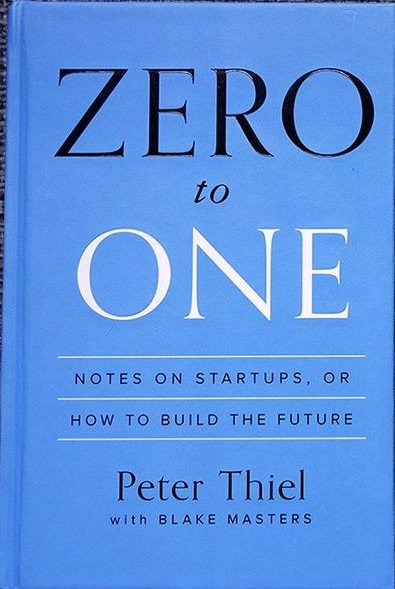 ZERO
to
ONE
NOTES ON STARTUPS, OR
HOW TO BUILD THE FUTURE
Peter Thiel
with BLAKE MASTERS